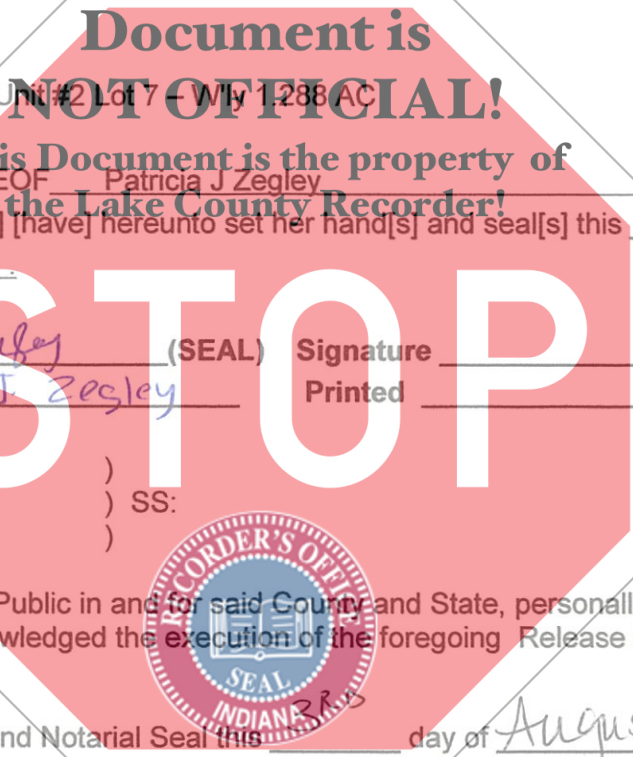 Document is
NOT OFFICIAL!
Unit #2 Lot 7 – W'ly 1.288 AC
is Document is the property of
EOF Patricia J Zegley
the Lake County Recorder!
] [have] hereunto set her hand[s] and seal[s] this
STOP
(SEAL) Signature
J. Zegley Printed
)
) SS:
)
RECORDER'S OFFICE
Public in and for said County and State, personall
wledged the execution of the foregoing Release
SEAL
INDIANA
nd Notarial Seal this 3RD day of Augus